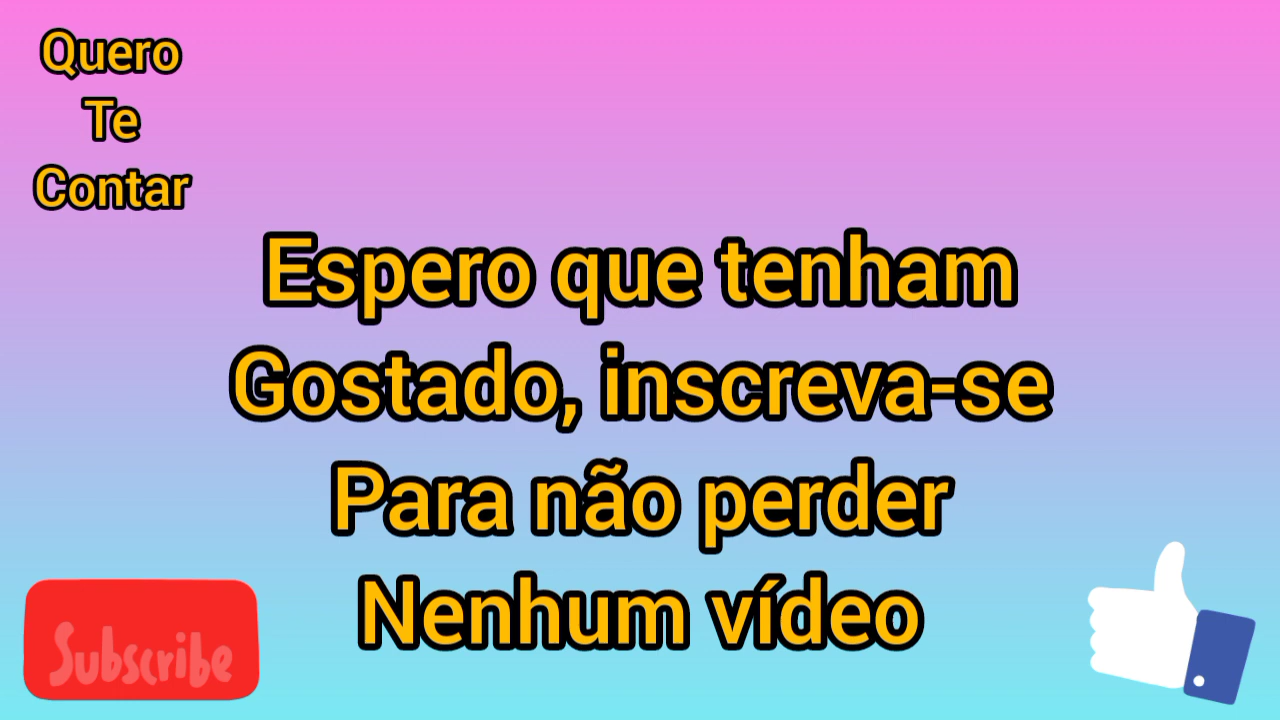 Quero
Te
Contar
Espero que tenham
Gostado, inscreva-se
Para não perder
Nenhum vídeo
Subscribe